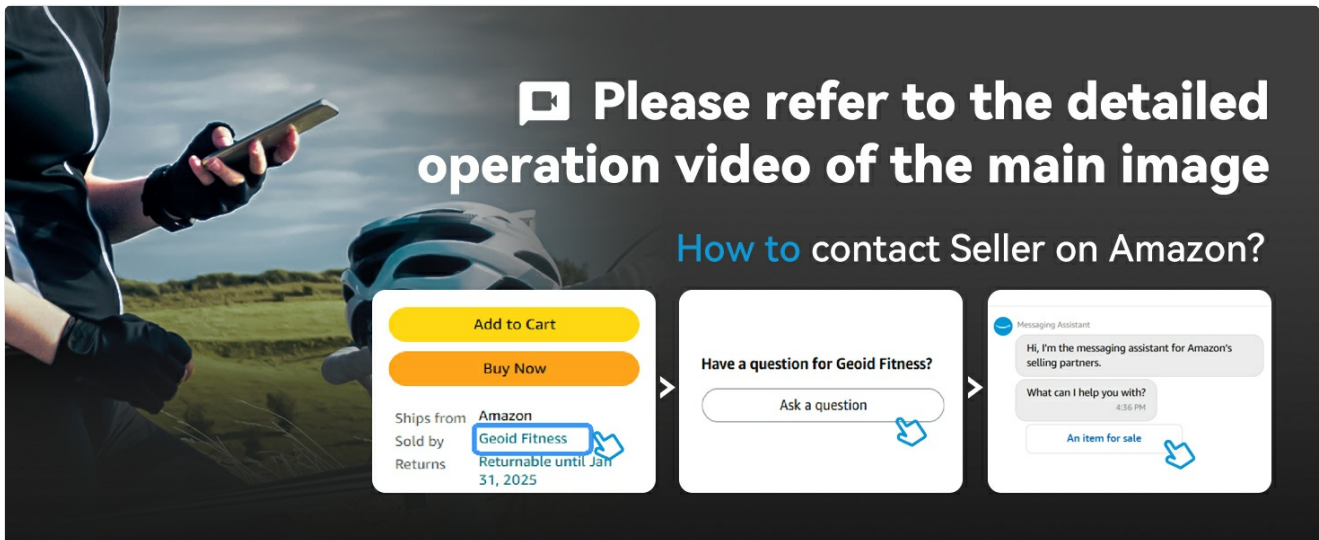 Please refer to the detailed
operation video of the main image
How to contact Seller on Amazon?
Add to Cart
Buy Now
Ships from Amazon
Sold by Geoid Fitness
Returns Returnable until Jan
31, 2025
Have a question for Geoid Fitness?
Ask a question
Messaging Assistant
Hi, I'm the messaging assistant for Amazon's
selling partners.
What can I help you with?
4:36 PM
An item for sale